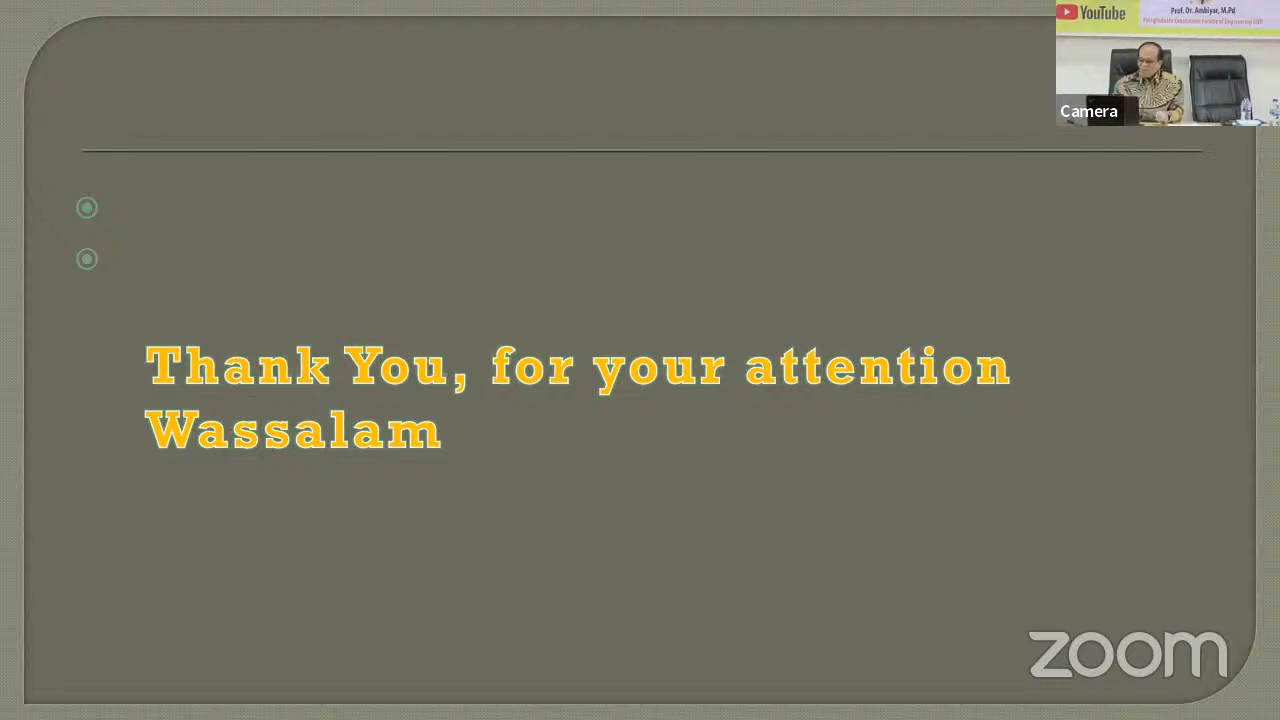 YouTube
Prof. Dr. Ambiyar, M.Pd
Camera
Thank You, for your attention
Wassalam
zoom